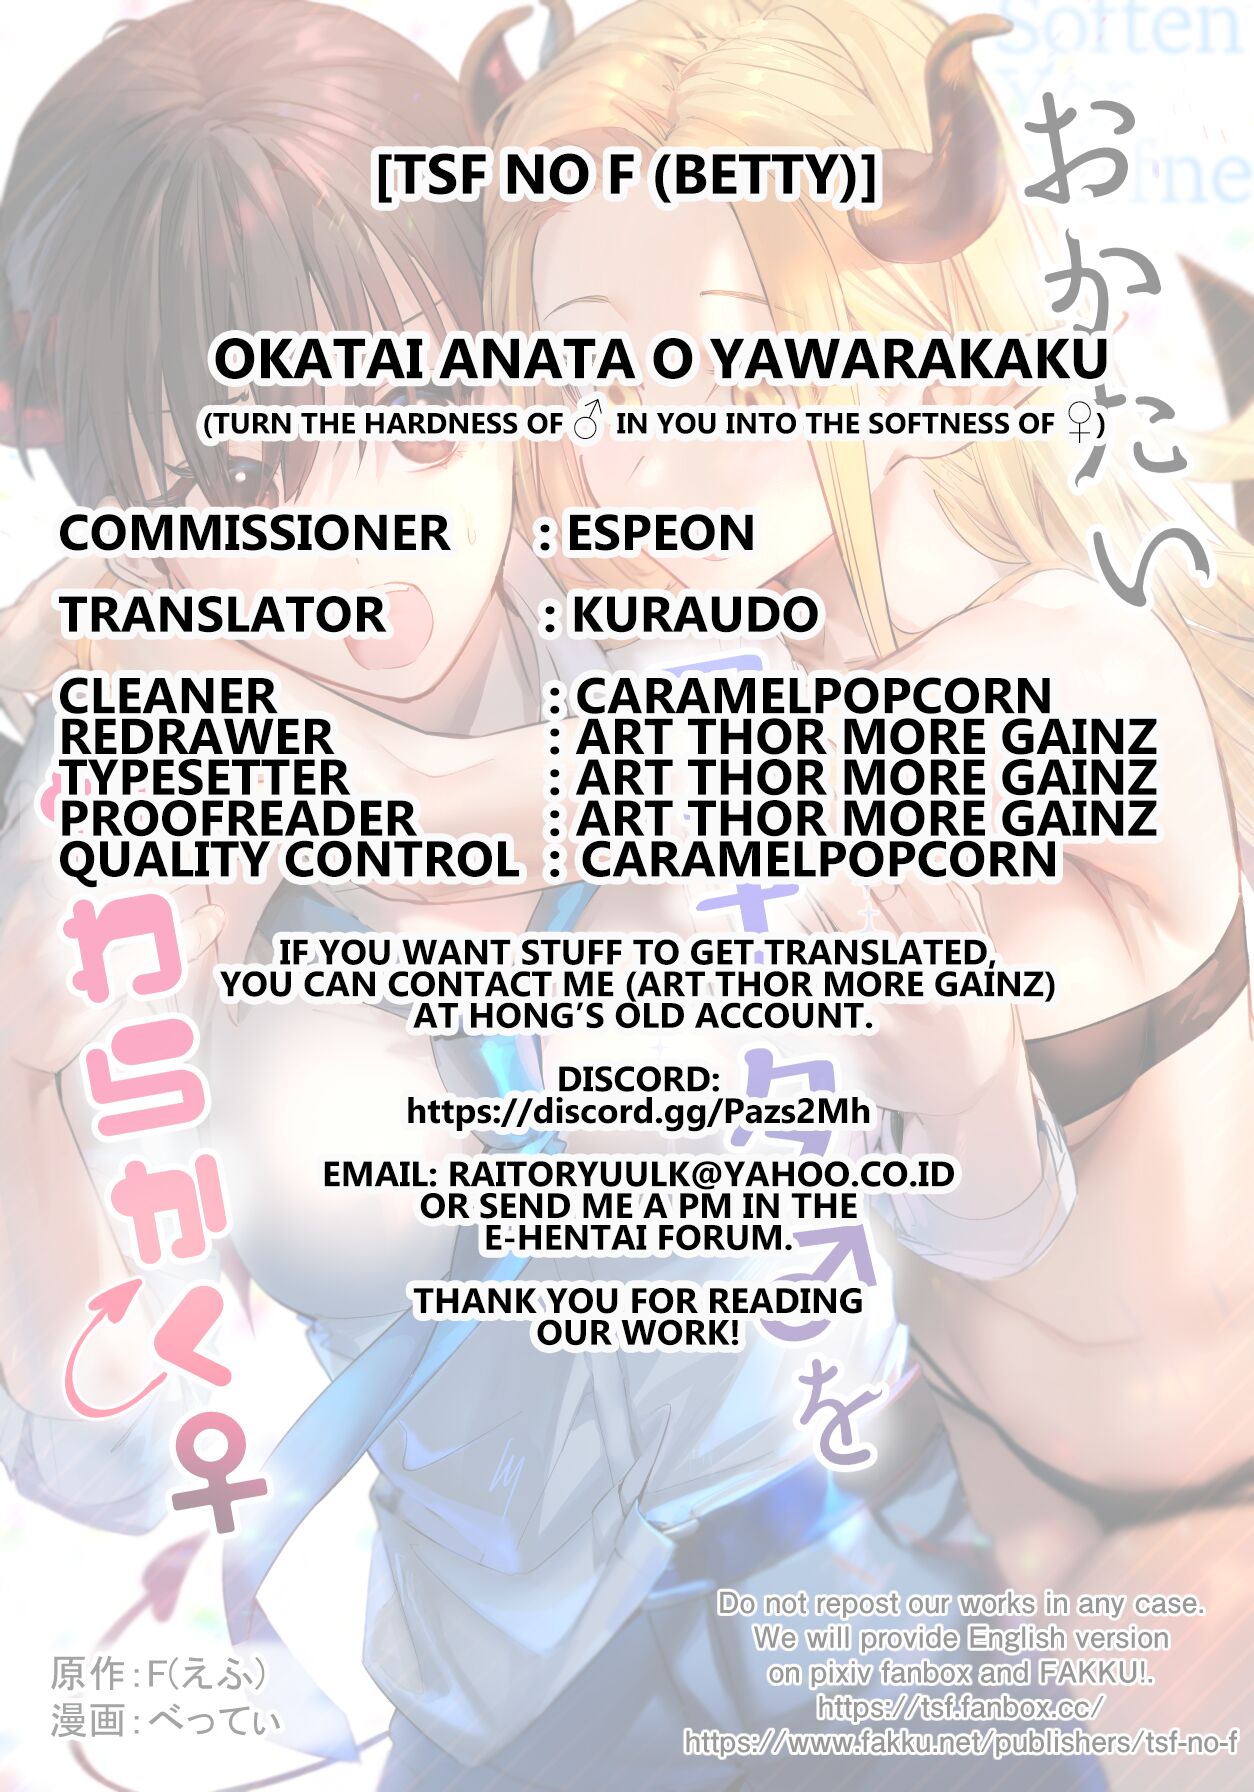 Soften
[TSF NO F (BETTY)]
OKATAI ANATA O YAWARAKAKU
(TURN THE HARDNESS OF ♂ IN YOU INTO THE SOFTNESS OF ♀)
COMMISSIONER : ESPEON
TRANSLATOR : KURAUDO
CLEANER : CARAMELPOPCORN
REDRAWER : ART THOR MORE GAINZ
TYPESETTER : ART THOR MORE GAINZ
PROOFREADER : ART THOR MORE GAINZ
QUALITY CONTROL : CARAMELPOPCORN
IF YOU WANT STUFF TO GET TRANSLATED,
YOU CAN CONTACT ME (ART THOR MORE GAINZ)
AT HONG'S OLD ACCOUNT.
DISCORD:
https://discord.gg/Pazs2Mh
EMAIL: RAITORYUULK@YAHOO.CO.ID
OR SEND ME A PM IN THE
E-HENTAI FORUM.
THANK YOU FOR READING
OUR WORK!
おかたい
タ♂を
わらかく♀
原作：F(えふ)
漫画：べってぃ
Do not repost our works in any case.
We will provide English version
on pixiv fanbox and FAKKU!.
https://tsf.fanbox.cc/
https://www.fakku.net/publishers/tsf-no-f